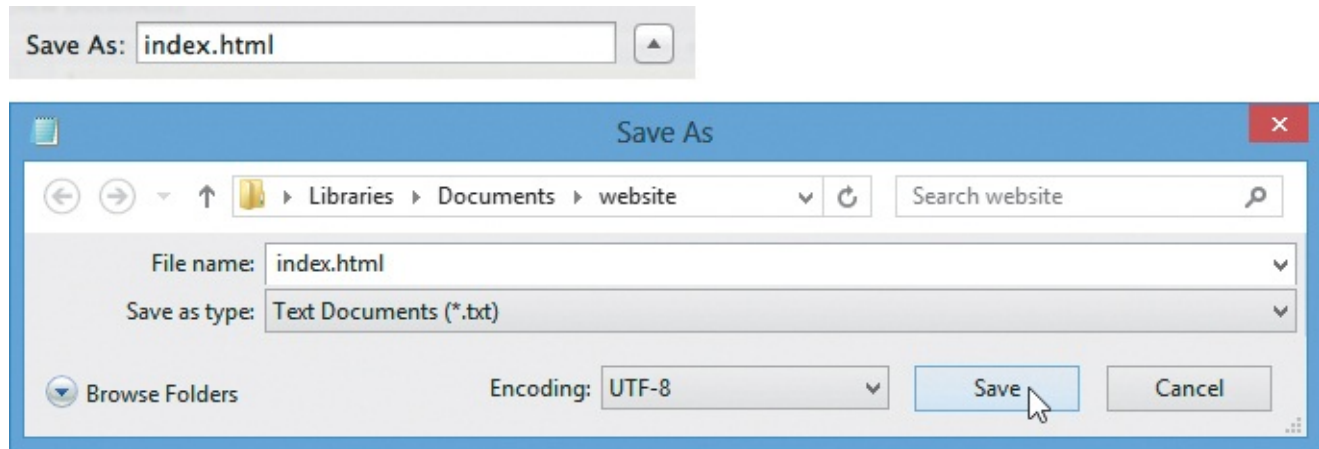 Save As: index.html
Save As
Libraries Documents website Search website
File name: index.html
Save as type: Text Documents (*.txt)
Browse Folders Encoding: UTF-8 Save Cancel